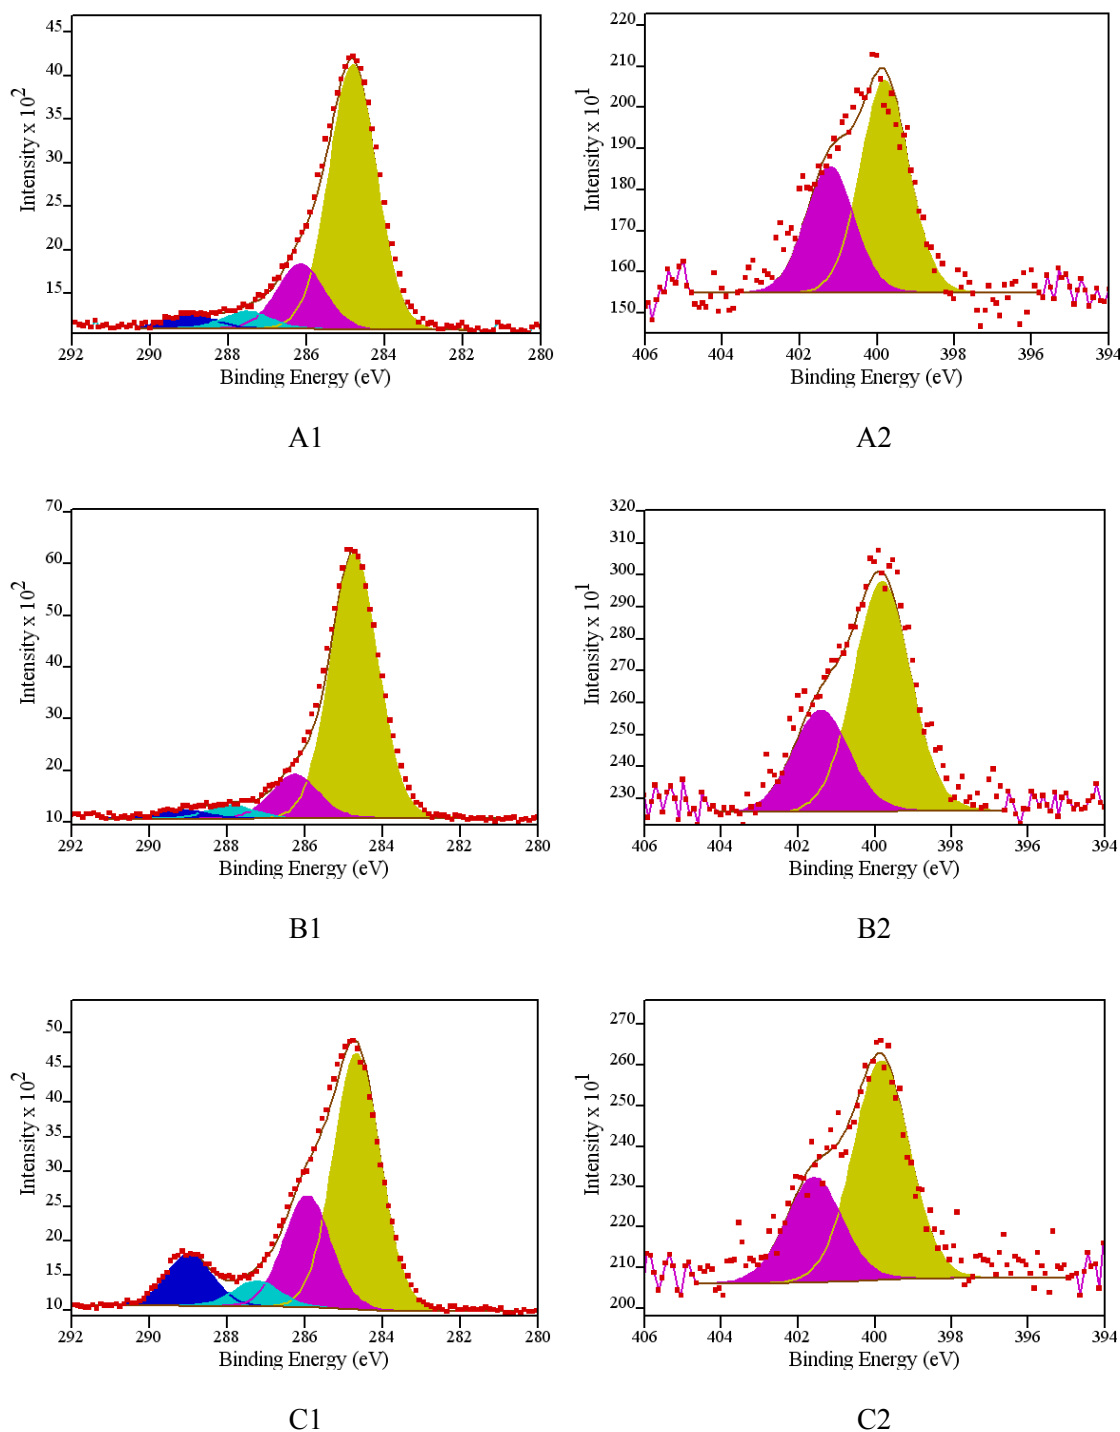 45
40
35
30
25
20
15
Intensity x 10²
292 290 288 286 284 282 280
Binding Energy (eV)
A1
220
210
200
190
180
170
160
150
Intensity x 10¹
406 404 402 400 398 396 394
Binding Energy (eV)
A2
70
60
50
40
30
20
10
Intensity x 10²
292 290 288 286 284 282 280
Binding Energy (eV)
B1
320
310
300
290
280
270
260
250
240
230
Intensity x 10¹
406 404 402 400 398 396 394
Binding Energy (eV)
B2
50
45
40
35
30
25
20
15
10
Intensity x 10²
292 290 288 286 284 282 280
Binding Energy (eV)
C1
270
260
250
240
230
220
210
200
Intensity x 10¹
406 404 402 400 398 396 394
Binding Energy (eV)
C2